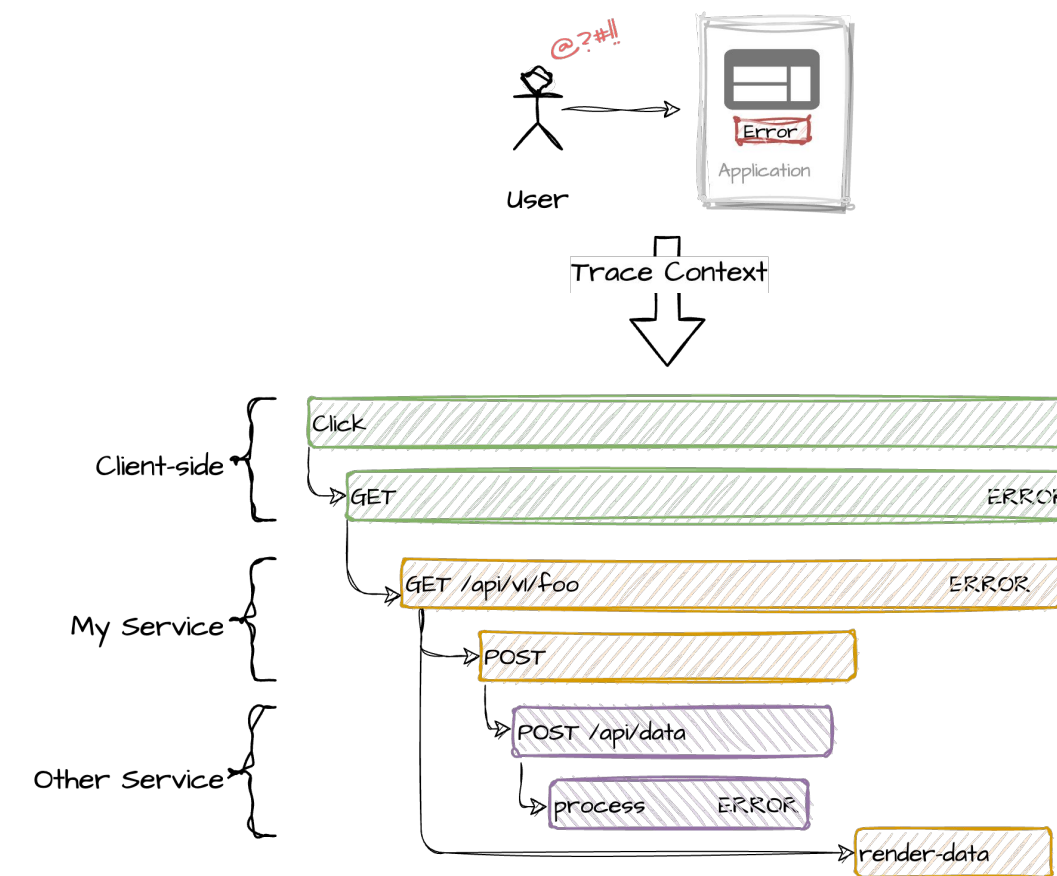 @?#!!
Error
Application
User
Trace Context
Client-side
Click
GET ERROR
My Service
GET /api/v1/foo ERROR
POST
Other Service
POST /api/data
process ERROR
render-data